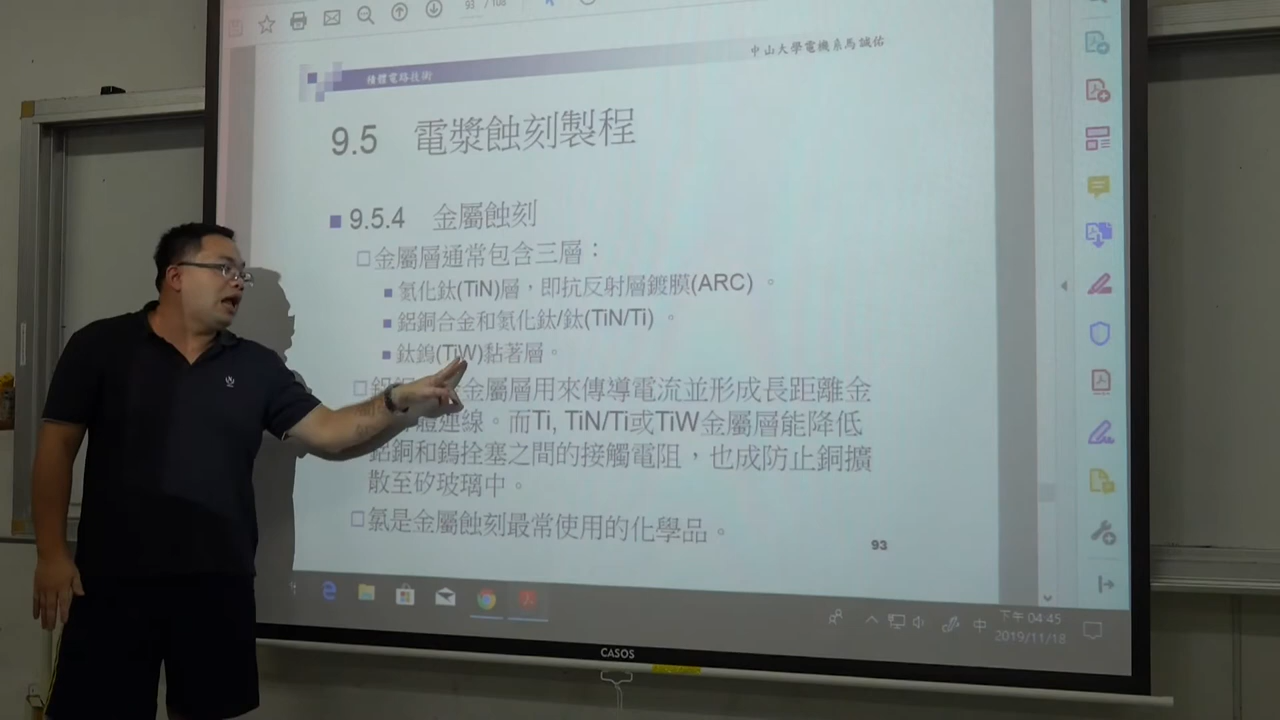 93 / 108
中山大學電機系馬誠佑
積體電路技術
9.5 電漿蝕刻製程
9.5.4 金屬蝕刻
金屬層通常包含三層：
氮化鈦(TiN)層，即抗反射層鍍膜(ARC) 。
鋁銅合金和氮化鈦/鈦(TiN/Ti) 。
鈦鎢(TiW)黏著層。
金屬層用來傳導電流並形成長距離金
體連線。而Ti, TiN/Ti或TiW金屬層能降低
鋁銅和鎢拴塞之間的接觸電阻，也成防止銅擴
散至矽玻璃中。
氯是金屬蝕刻最常使用的化學品。
93
中
下午 04:45
2019/11/18
CASOS